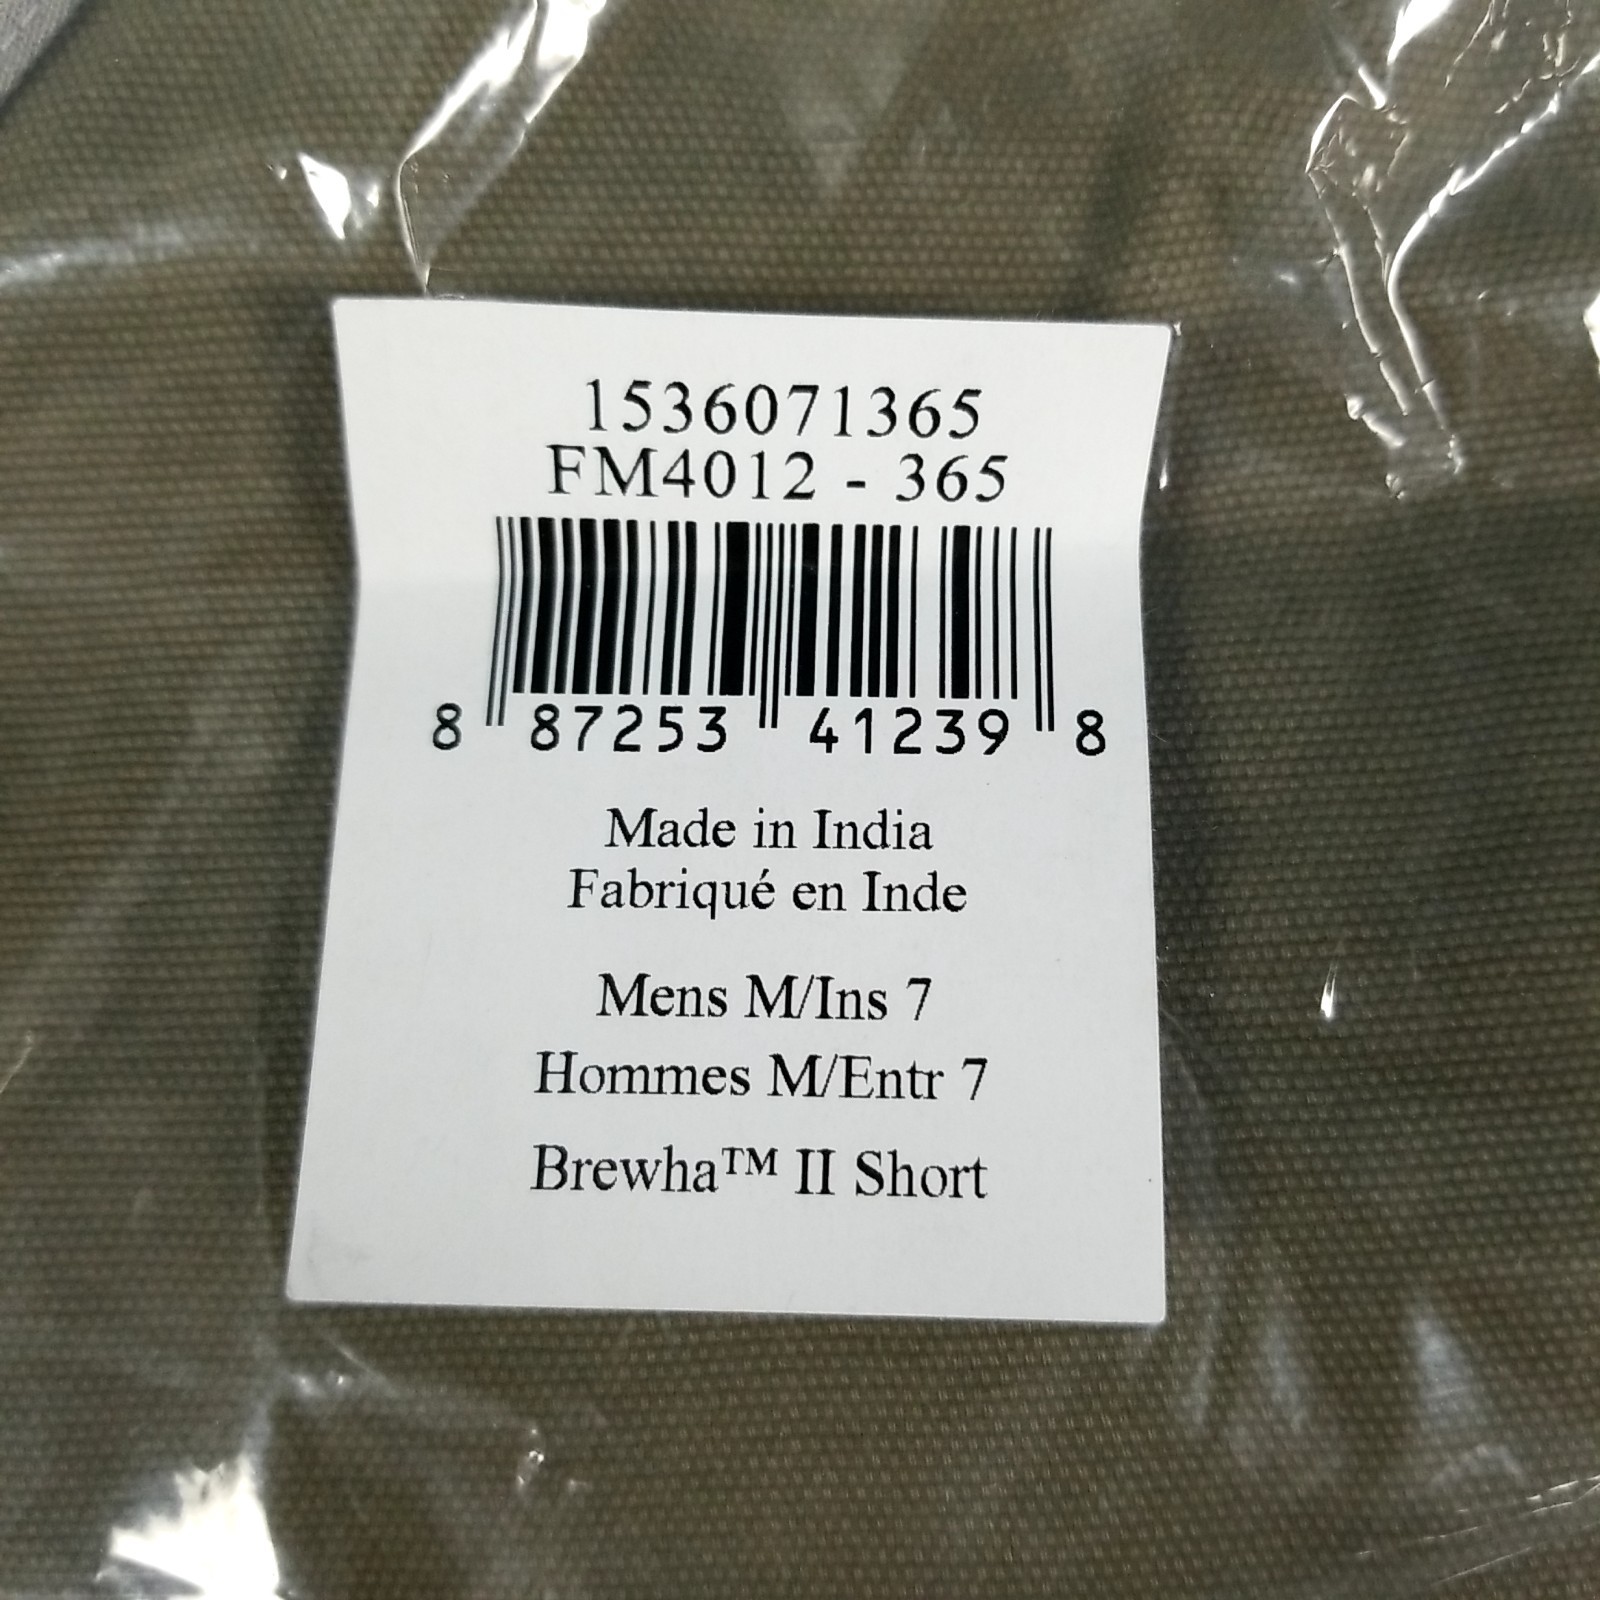 1536071365
FM4012 - 365
8 87253 41239 8
Made in India
Fabriqué en Inde
Mens M/Ins 7
Hommes M/Entr 7
Brewha™ II Short